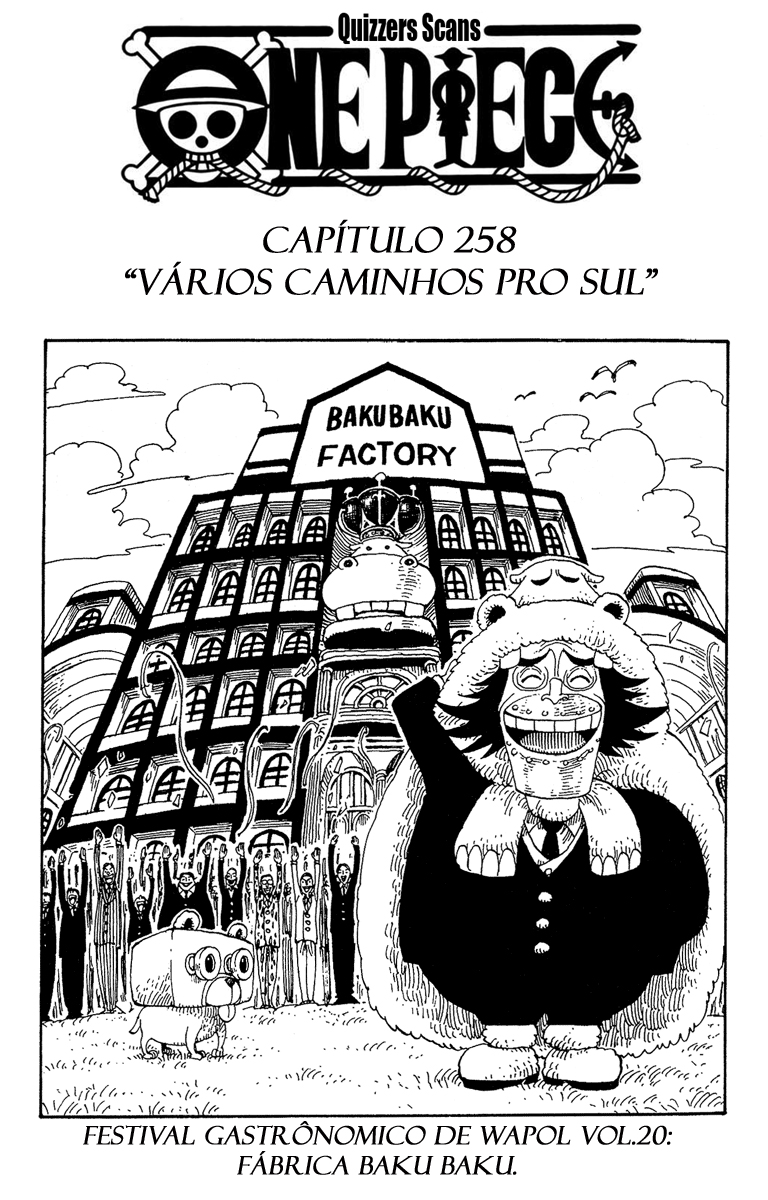 Quizzers Scans
ONE PIECE
CAPÍTULO 258
“VÁRIOS CAMINHOS PRO SUL”
BAKU BAKU
FACTORY
FESTIVAL GASTRÔNOMICO DE WAPOL VOL.20:
FÁBRICA BAKU BAKU.